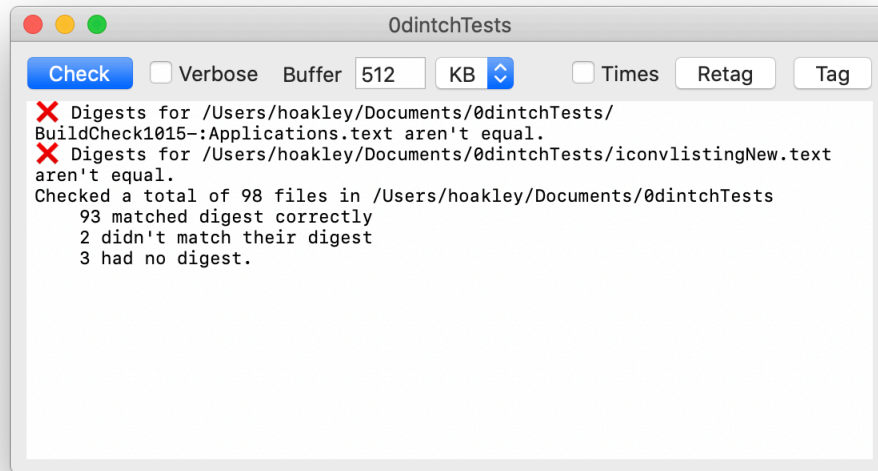 0dintchTests
Check Verbose Buffer 512 KB Times Retag Tag
❌ Digests for /Users/hoakley/Documents/0dintchTests/
BuildCheck1015-:Applications.text aren't equal.
❌ Digests for /Users/hoakley/Documents/0dintchTests/iconvlistingNew.text
aren't equal.
Checked a total of 98 files in /Users/hoakley/Documents/0dintchTests
93 matched digest correctly
2 didn't match their digest
3 had no digest.